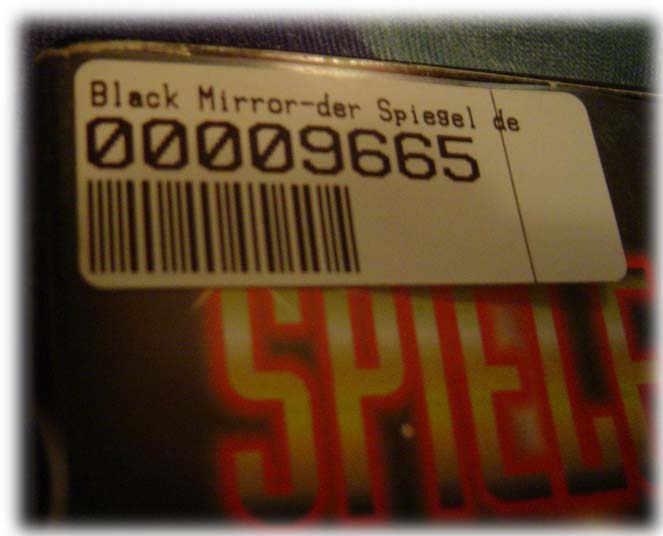 Black Mirror-der Spiegel de
00009665
SPIELE